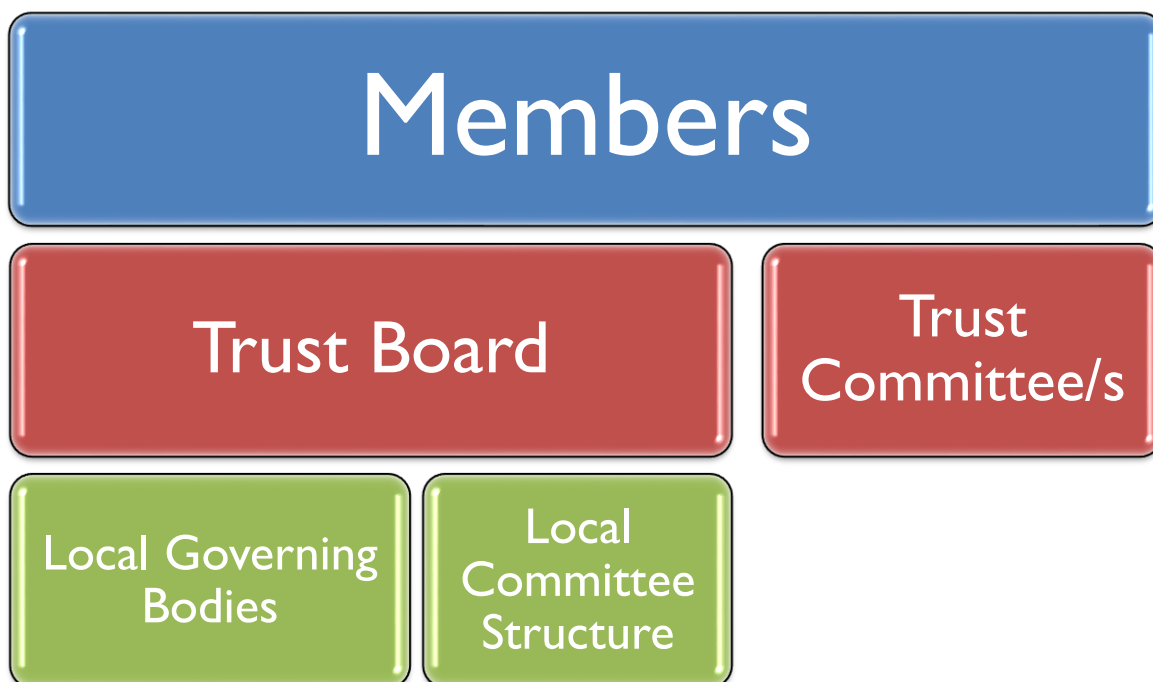 Members
Trust Board
Trust
Committee/s
Local Governing
Bodies
Local
Committee
Structure